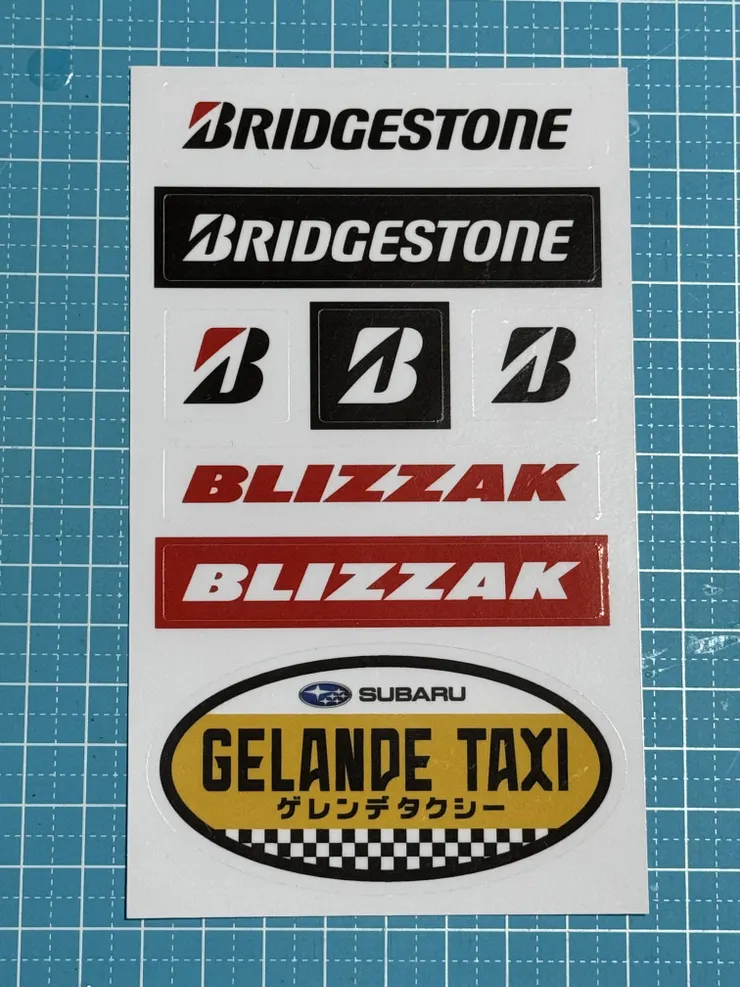 BRIDGESTONE
BRIDGESTONE
B B B
BLIZZAK
BLIZZAK
SUBARU
GELANDE TAXI
ゲレンデタクシー